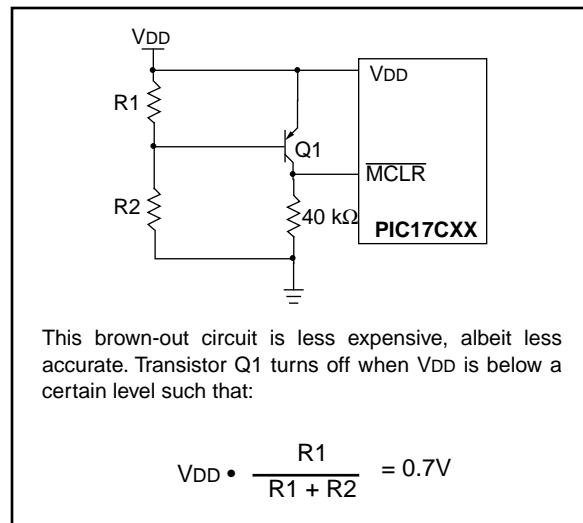 VDD
R1
VDD
Q1
MCLR
R2
40 kΩ
PIC17CXX
This brown-out circuit is less expensive, albeit less
accurate. Transistor Q1 turns off when VDD is below a
certain level such that:
VDD • R1 / R1 + R2 = 0.7V